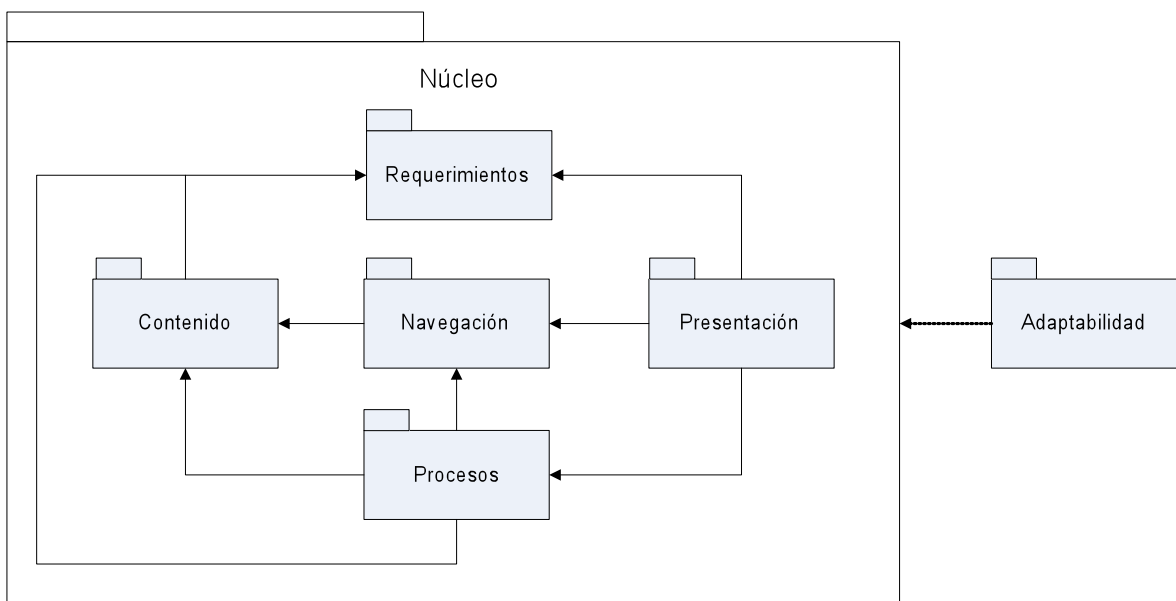 Núcleo
Requerimientos
Contenido
Navegación
Presentación
Adaptabilidad
Procesos